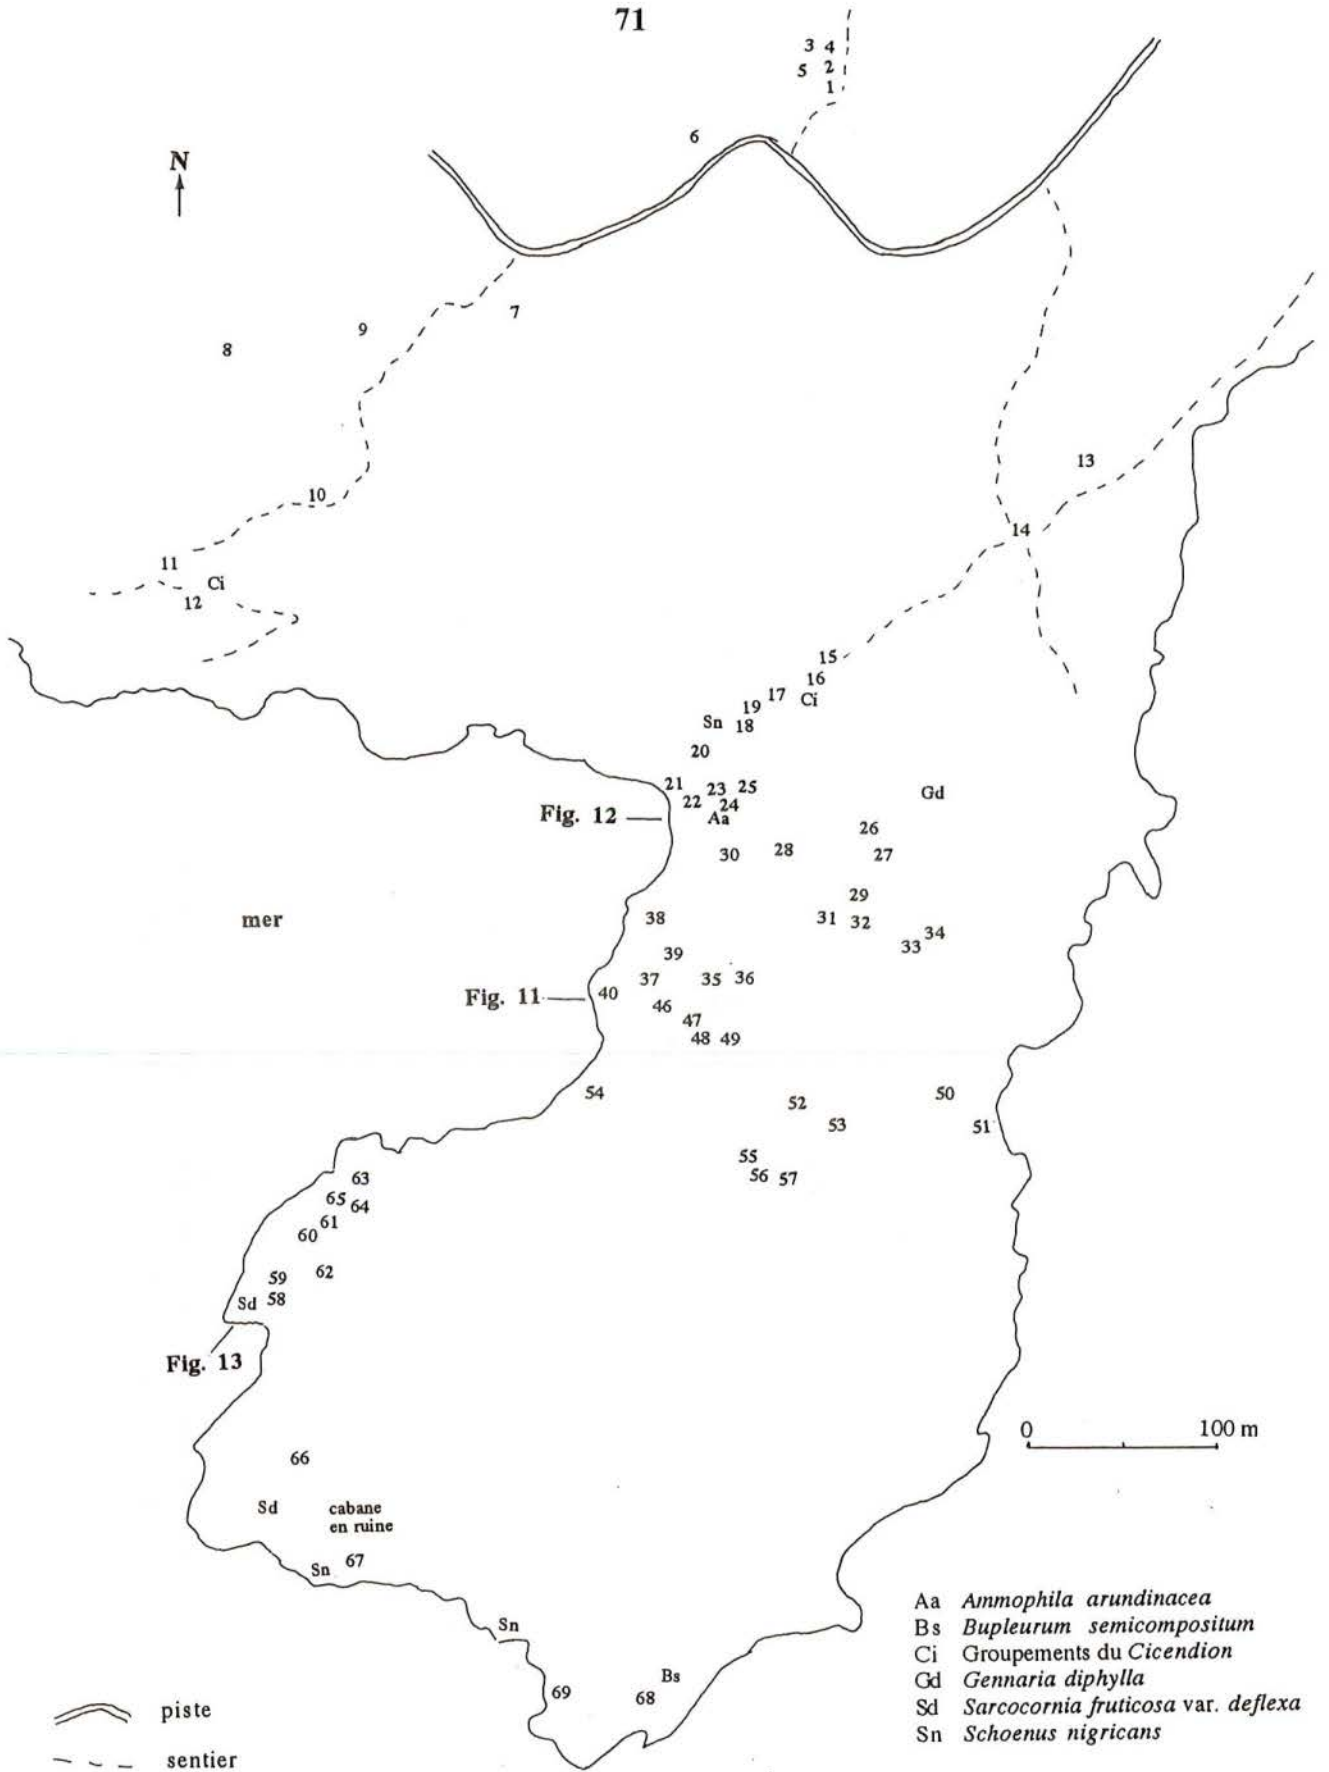 71
3 4
5 2
1
6
N
7
9
8
13
10
14
11
Ci
12
15
16
17 Ci
19
Sn 18
20
21 23 25
22 24
Gd
Fig. 12
Aa
26
30 28 27
29
mer
38 31 32
34
33
39
37 35 36
40
Fig. 11
46
47
48 49
54
52
50
53
51
55
56 57
63
65 64
61
60
59 62
Sd 58
Fig. 13
0 100 m
66
Sd cabane
en ruine
Sn 67
Sn
Bs
69 68
Aa Ammophila arundinacea
Bs Bupleurum semicompositum
Ci Groupements du Cicendion
Gd Gennaria diphylla
Sd Sarcocornia fruticosa var. deflexa
Sn Schoenus nigricans
piste
sentier